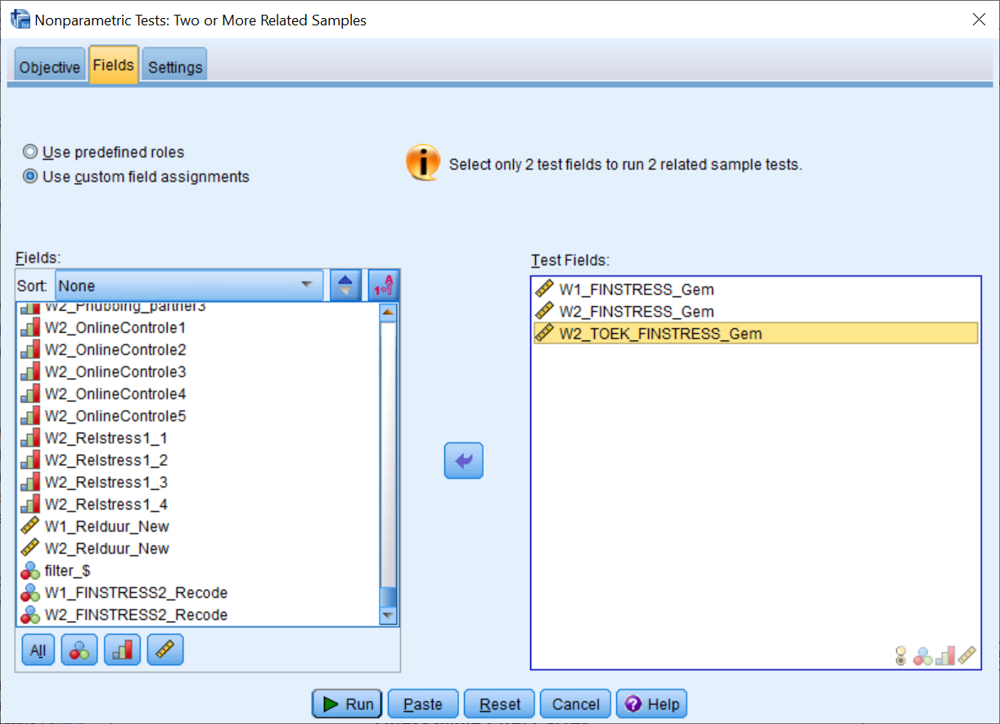 Nonparametric Tests: Two or More Related Samples
Objective Fields Settings
Use predefined roles
Use custom field assignments
Select only 2 test fields to run 2 related sample tests.
Fields:
Sort: None
W2_Phubbing_partner3
W2_OnlineControle1
W2_OnlineControle2
W2_OnlineControle3
W2_OnlineControle4
W2_OnlineControle5
W2_Relstress1_1
W2_Relstress1_2
W2_Relstress1_3
W2_Relstress1_4
W1_Relduur_New
W2_Relduur_New
filter_$
W1_FINSTRESS2_Recode
W2_FINSTRESS2_Recode
All
Test Fields:
W1_FINSTRESS_Gem
W2_FINSTRESS_Gem
W2_TOEK_FINSTRESS_Gem
Run Paste Reset Cancel Help